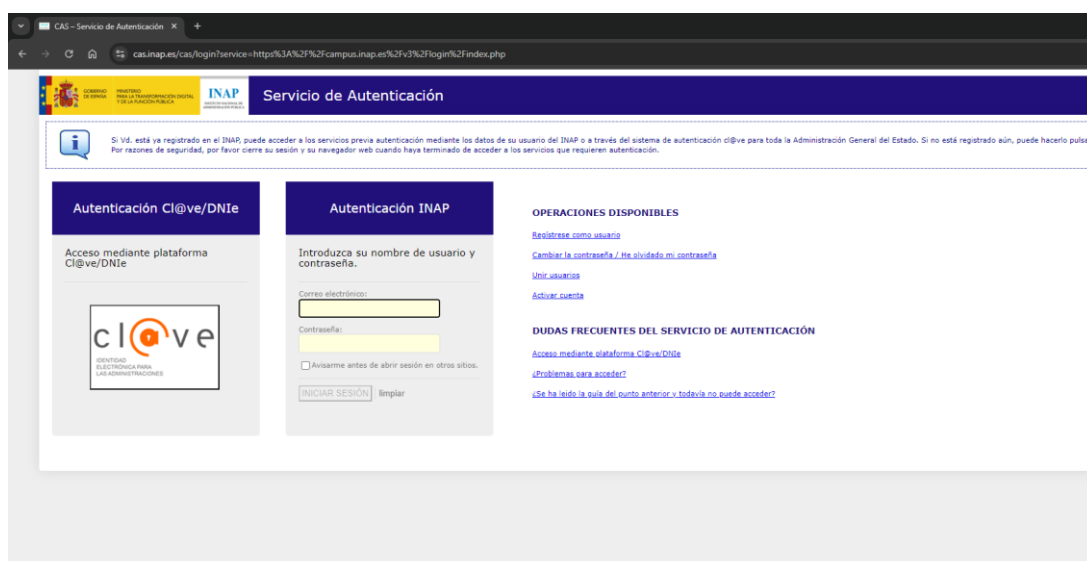 CAS – Servicio de Autenticación
cas.inap.es/cas/login?service=https%3A%2F%2Fcampus.inap.es%2Fv3%2Flogin%2Findex.php
GOBIERNO DE ESPAÑA
MINISTERIO PARA LA TRANSFORMACIÓN DIGITAL Y DE LA FUNCIÓN PÚBLICA
INAP
INSTITUTO NACIONAL DE ADMINISTRACIÓN PÚBLICA
Servicio de Autenticación
Si Vd. está ya registrado en el INAP, puede acceder a los servicios previa autenticación mediante los datos de su usuario del INAP o a través del sistema de autenticación cl@ve para toda la Administración General del Estado. Si no está registrado aún, puede hacerlo pulsa
Por razones de seguridad, por favor cierre su sesión y su navegador web cuando haya terminado de acceder a los servicios que requieren autenticación.
Autenticación Cl@ve/DNIe
Acceso mediante plataforma
Cl@ve/DNIe
cl@ve
IDENTIDAD
ELECTRÓNICA PARA
LAS ADMINISTRACIONES
Autenticación INAP
Introduzca su nombre de usuario y
contraseña.
Correo electrónico:
Contraseña:
Avisarme antes de abrir sesión en otros sitios.
INICIAR SESIÓN limpiar
OPERACIONES DISPONIBLES
Regístrese como usuario
Cambiar la contraseña / He olvidado mi contraseña
Unir usuarios
Activar cuenta
DUDAS FRECUENTES DEL SERVICIO DE AUTENTICACIÓN
Acceso mediante plataforma Cl@ve/DNIe
¿Problemas para acceder?
¿Se ha leido la guía del punto anterior y todavía no puede acceder?